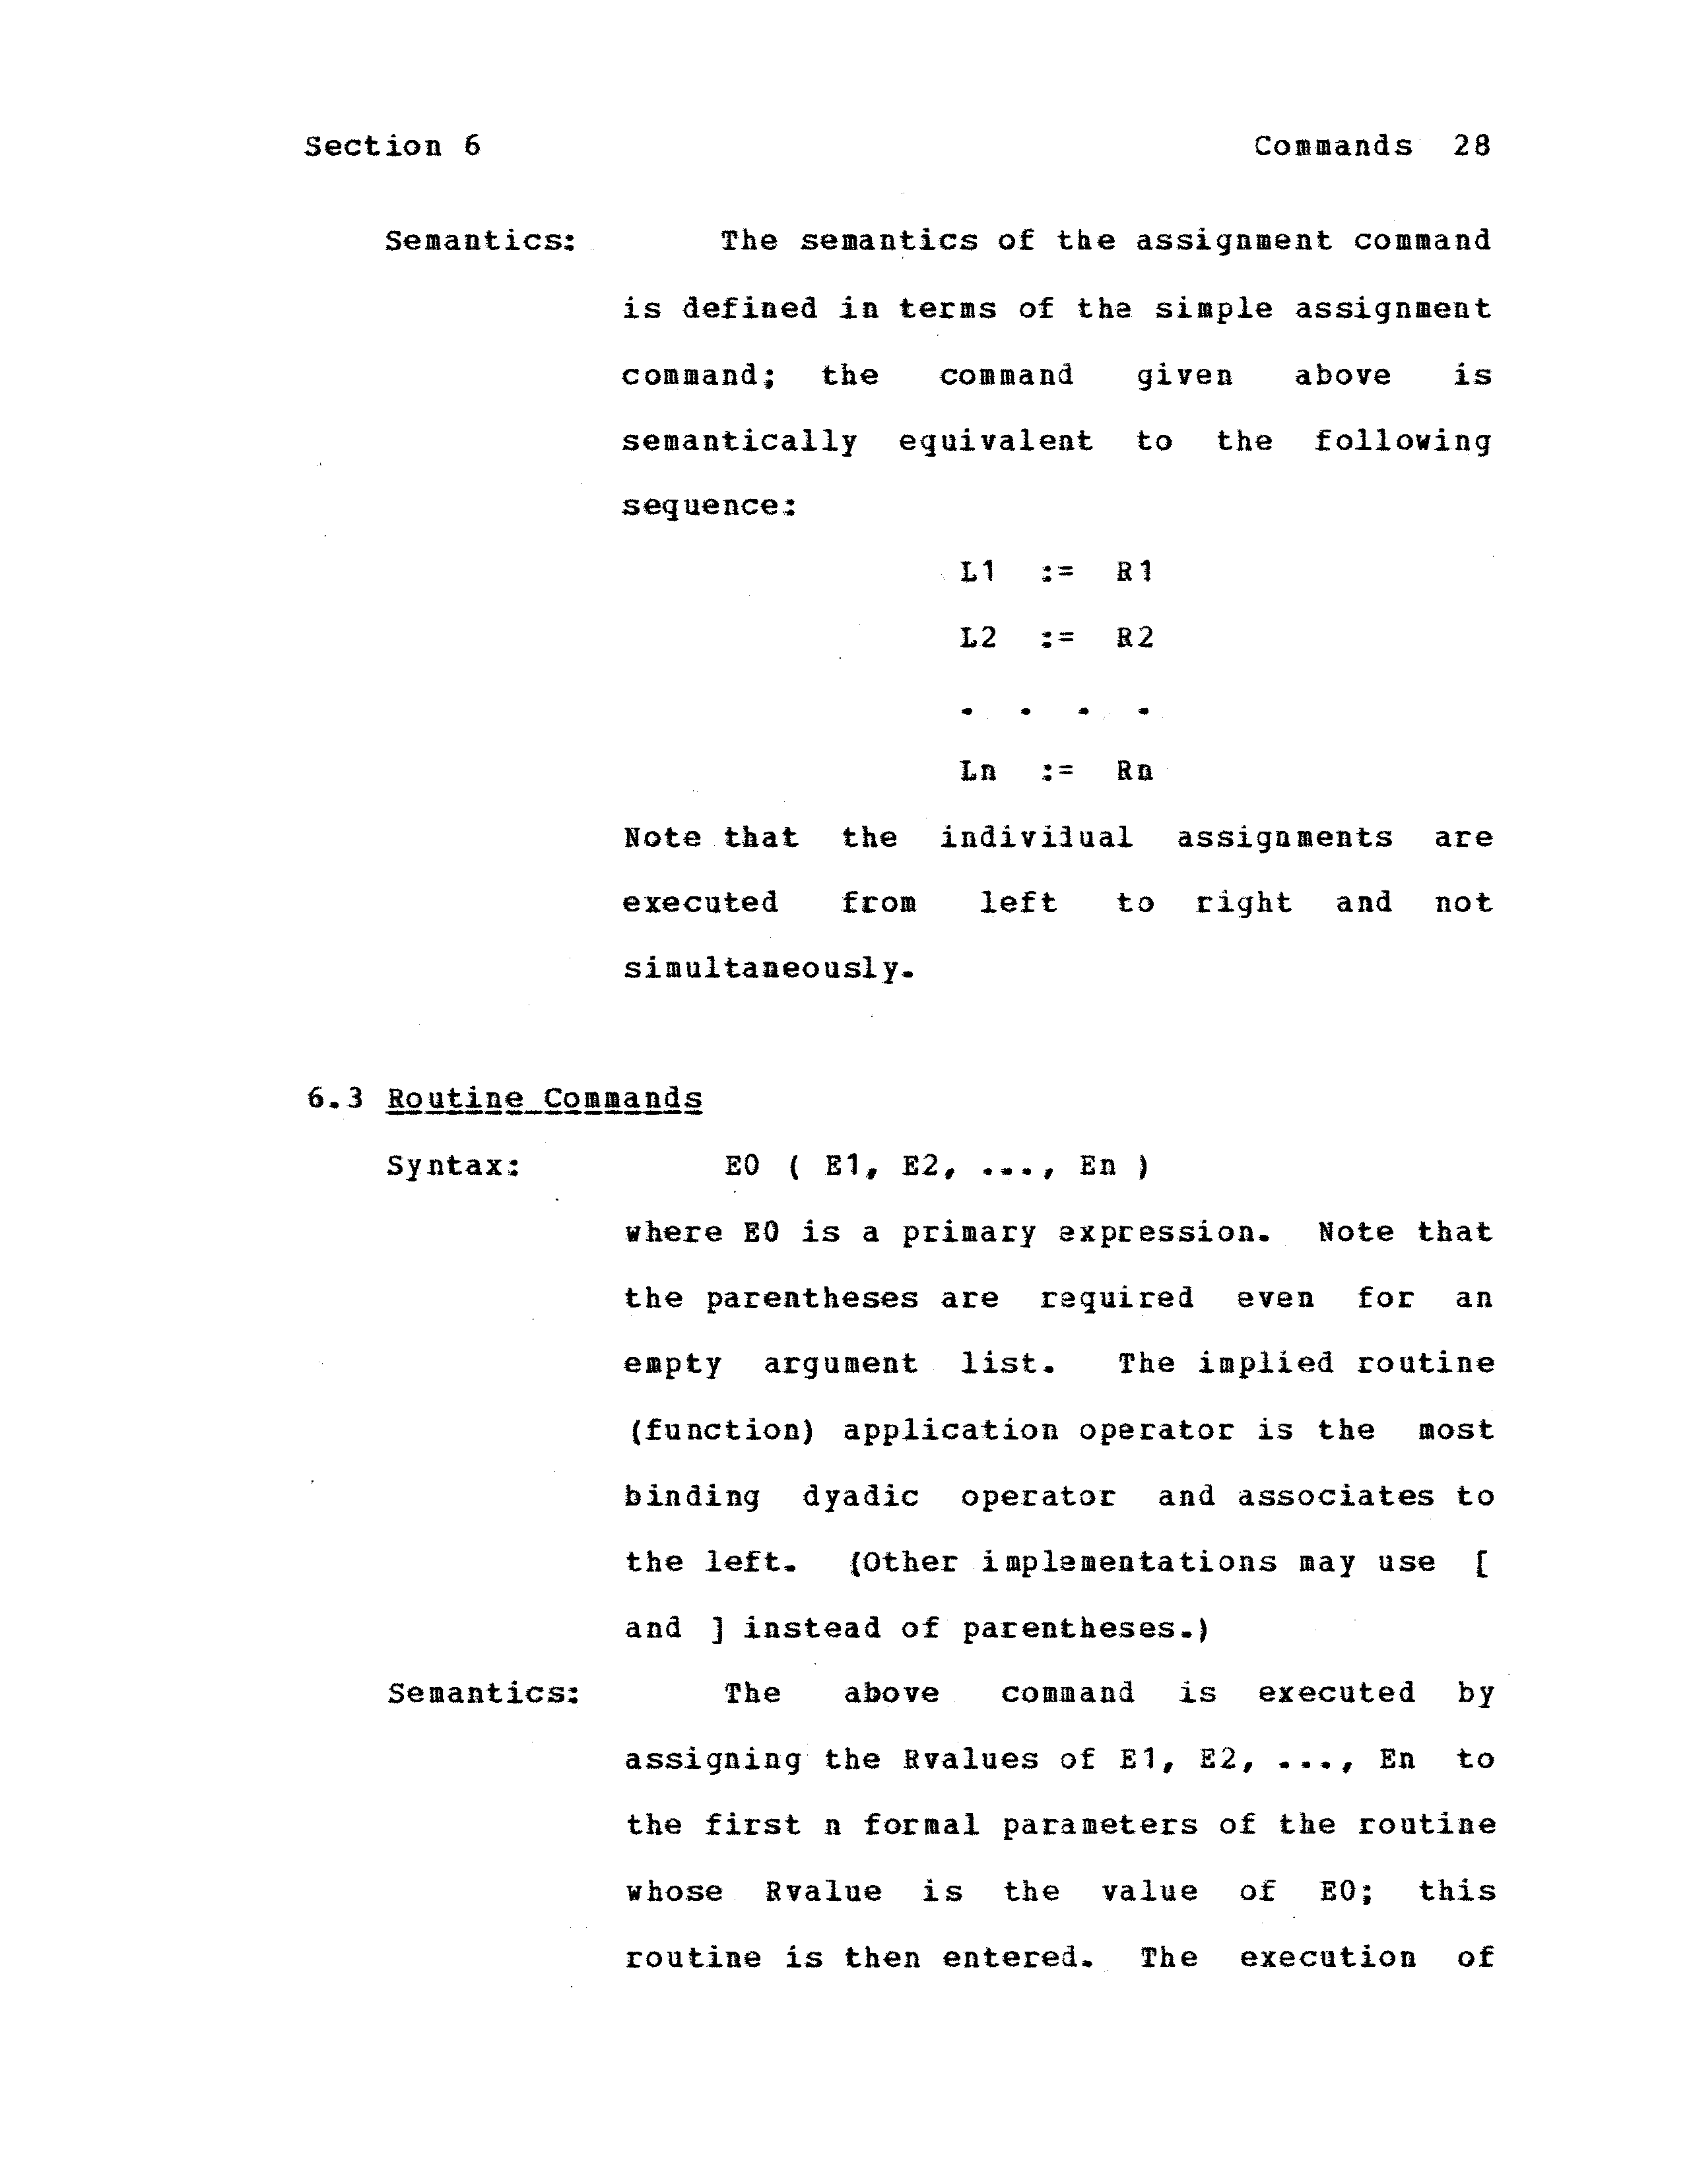 Section 6 Commands 28
Semantics: The semantics of the assignment command
is defined in terms of the simple assignment
command; the command given above is
semantically equivalent to the following
sequence:
L1 := R1
L2 := R2
. . . .
Ln := Rn
Note that the individual assignments are
executed from left to right and not
simultaneously.
6.3 Routine Commands
Syntax: E0 ( E1, E2, ..., En )
where E0 is a primary expression. Note that
the parentheses are required even for an
empty argument list. The implied routine
(function) application operator is the most
binding dyadic operator and associates to
the left. (Other implementations may use [
and ] instead of parentheses.)
Semantics: The above command is executed by
assigning the Rvalues of E1, E2, ..., En to
the first n formal parameters of the routine
whose Rvalue is the value of E0; this
routine is then entered. The execution of